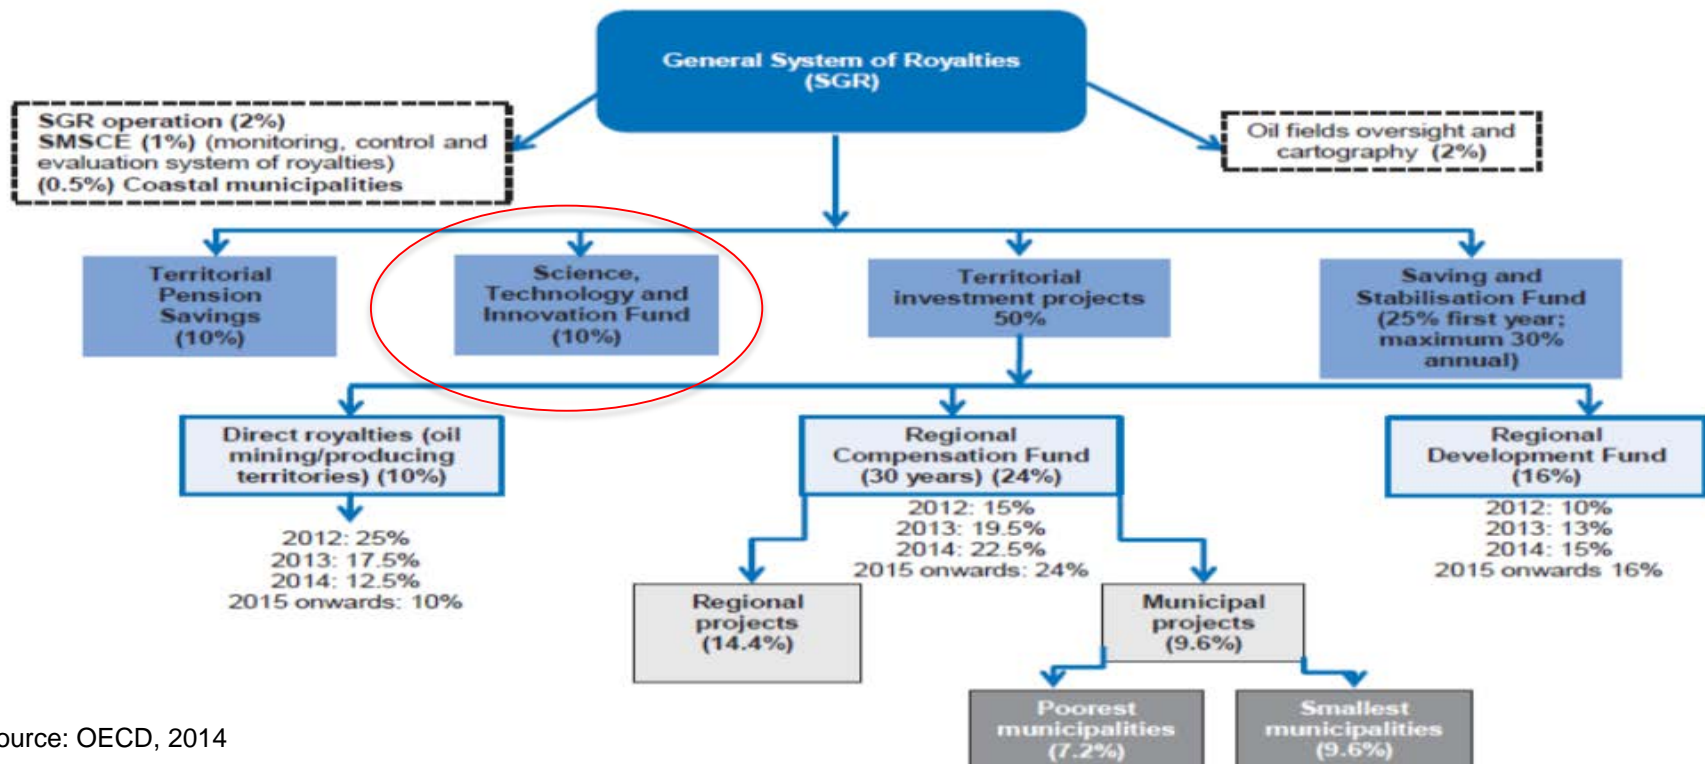 General System of Royalties
(SGR)
SGR operation (2%)
SMSCE (1%) (monitoring, control and
evaluation system of royalties)
(0.5%) Coastal municipalities
Oil fields oversight and
cartography (2%)
Territorial
Pension
Savings
(10%)
Science,
Technology and
Innovation Fund
(10%)
Territorial
investment projects
50%
Saving and
Stabilisation Fund
(25% first year;
maximum 30%
annual)
Direct royalties (oil
mining/producing
territories) (10%)
2012: 25%
2013: 17.5%
2014: 12.5%
2015 onwards: 10%
Regional
Compensation Fund
(30 years) (24%)
2012: 15%
2013: 19.5%
2014: 22.5%
2015 onwards: 24%
Regional
Development Fund
(16%)
2012: 10%
2013: 13%
2014: 15%
2015 onwards 16%
Regional
projects
(14.4%)
Municipal
projects
(9.6%)
Poorest
municipalities
(7.2%)
Smallest
municipalities
(9.6%)
ource: OECD, 2014